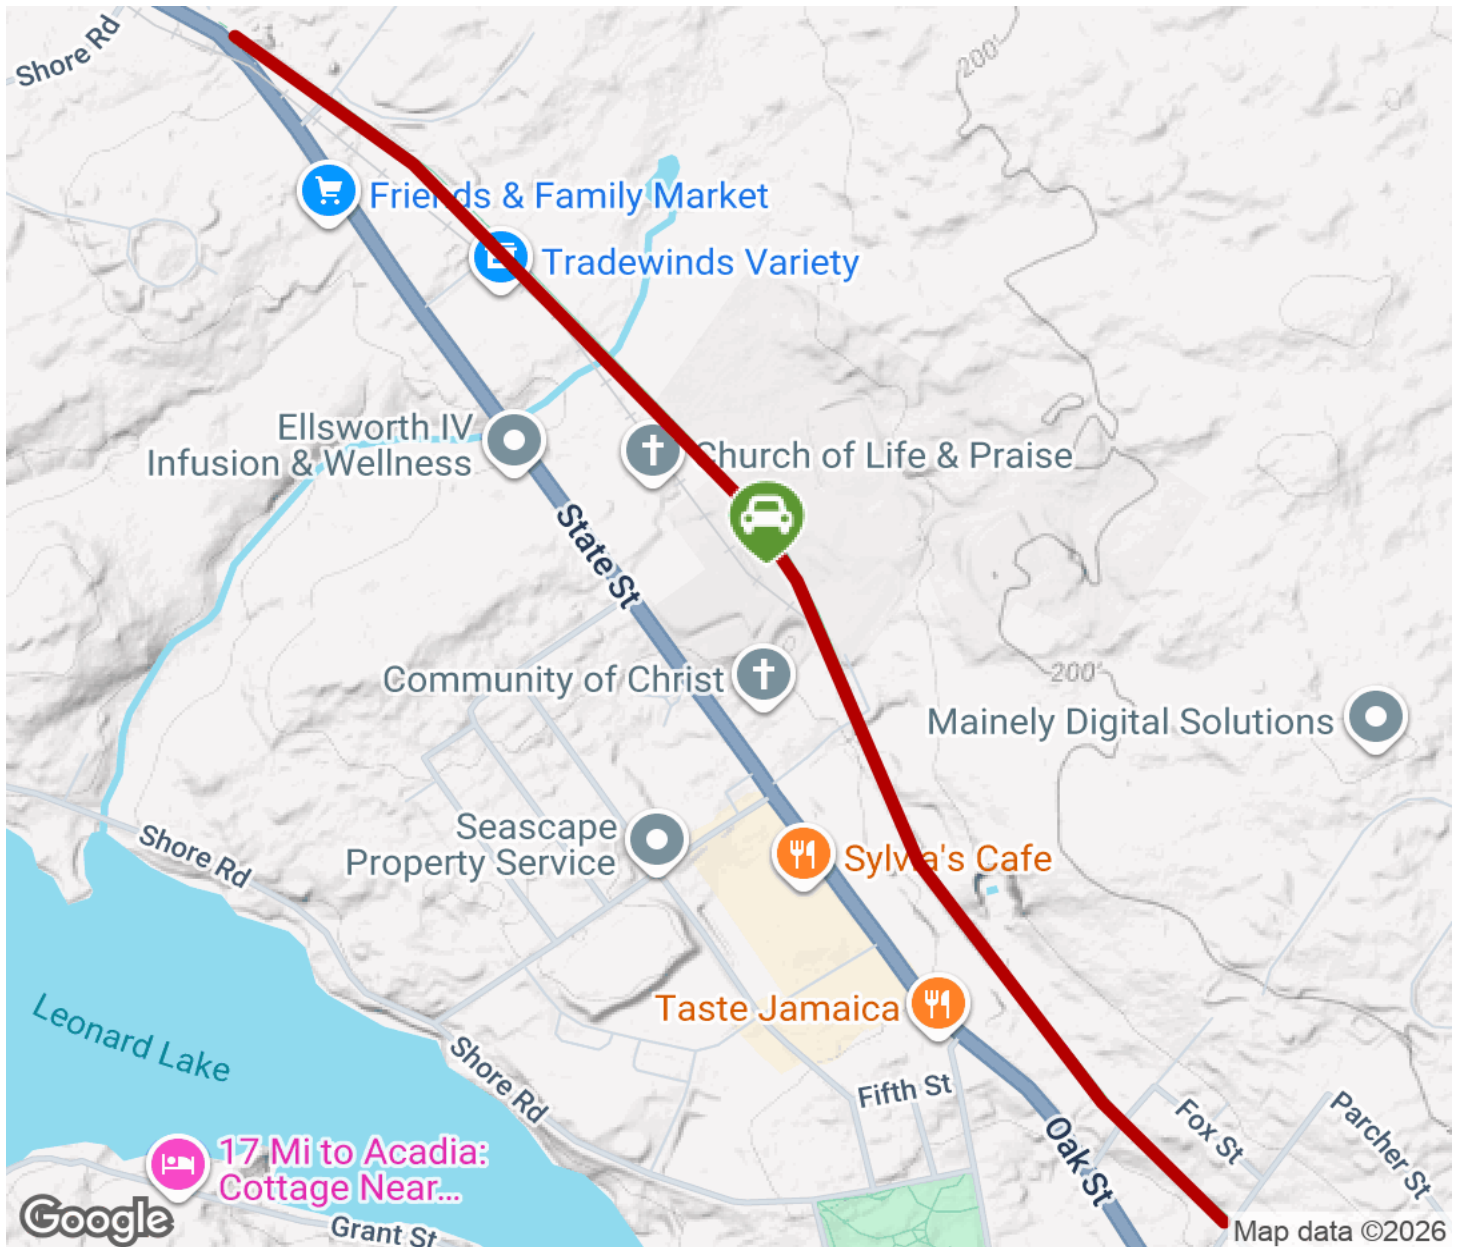 Shore Rd
200'
Friends & Family Market
Tradewinds Variety
Ellsworth IV
Infusion & Wellness
Church of Life & Praise
State St
Community of Christ
200'
Mainely Digital Solutions
Seascape
Property Service
Shore Rd
Sylvia's Cafe
Leonard Lake
Taste Jamaica
Shore Rd
Fifth St
Oak St
Fox St
Parcher St
17 Mi to Acadia:
Cottage Near...
Grant St
Google
Map data ©2026